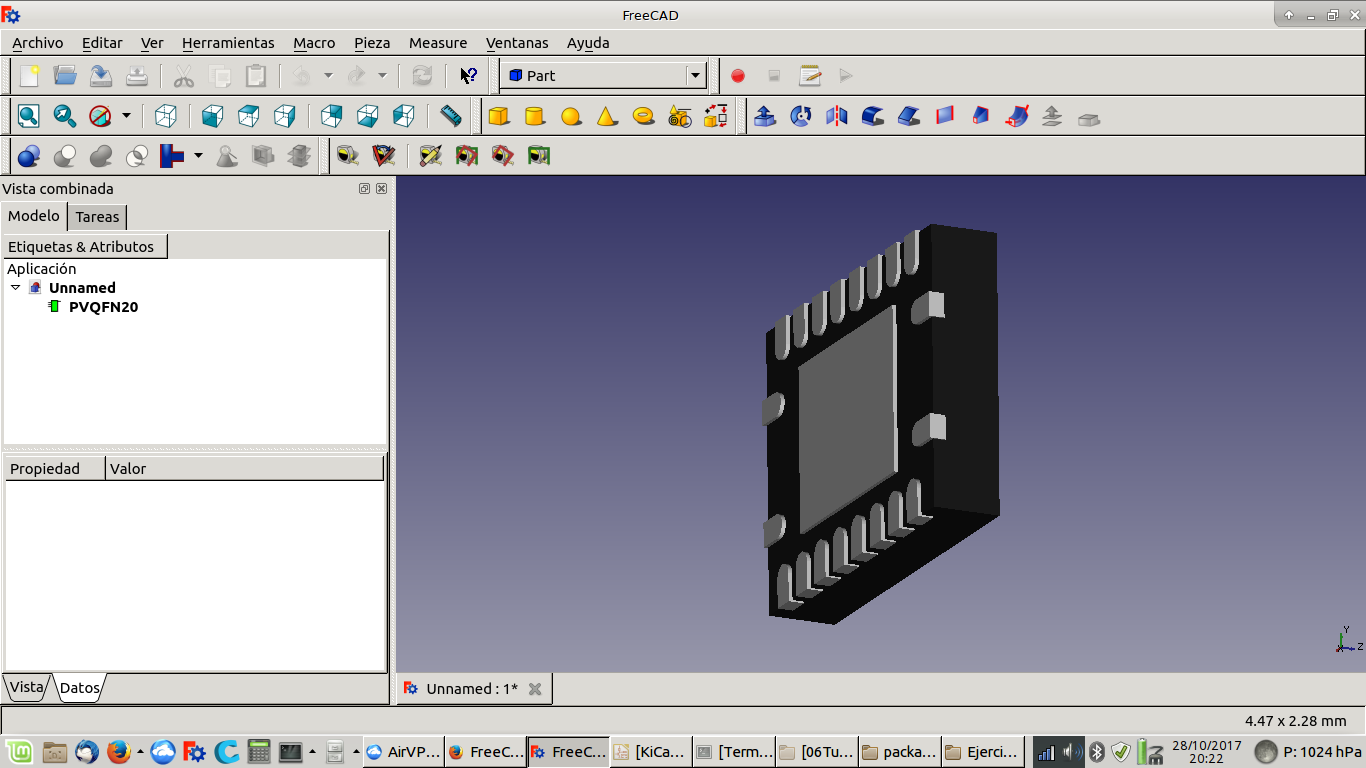 FreeCAD
Archivo Editar Ver Herramientas Macro Pieza Measure Ventanas Ayuda
Part
Vista combinada
Modelo Tareas
Etiquetas & Atributos
Aplicación
Unnamed
PVQFN20
Propiedad Valor
Vista Datos
Unnamed : 1*
Y
Z
4.47 x 2.28 mm
AirVP... FreeC... FreeC... [KiCa... [Term... [06Tu... packa... Ejerci... 28/10/2017 P: 1024 hPa
20:22